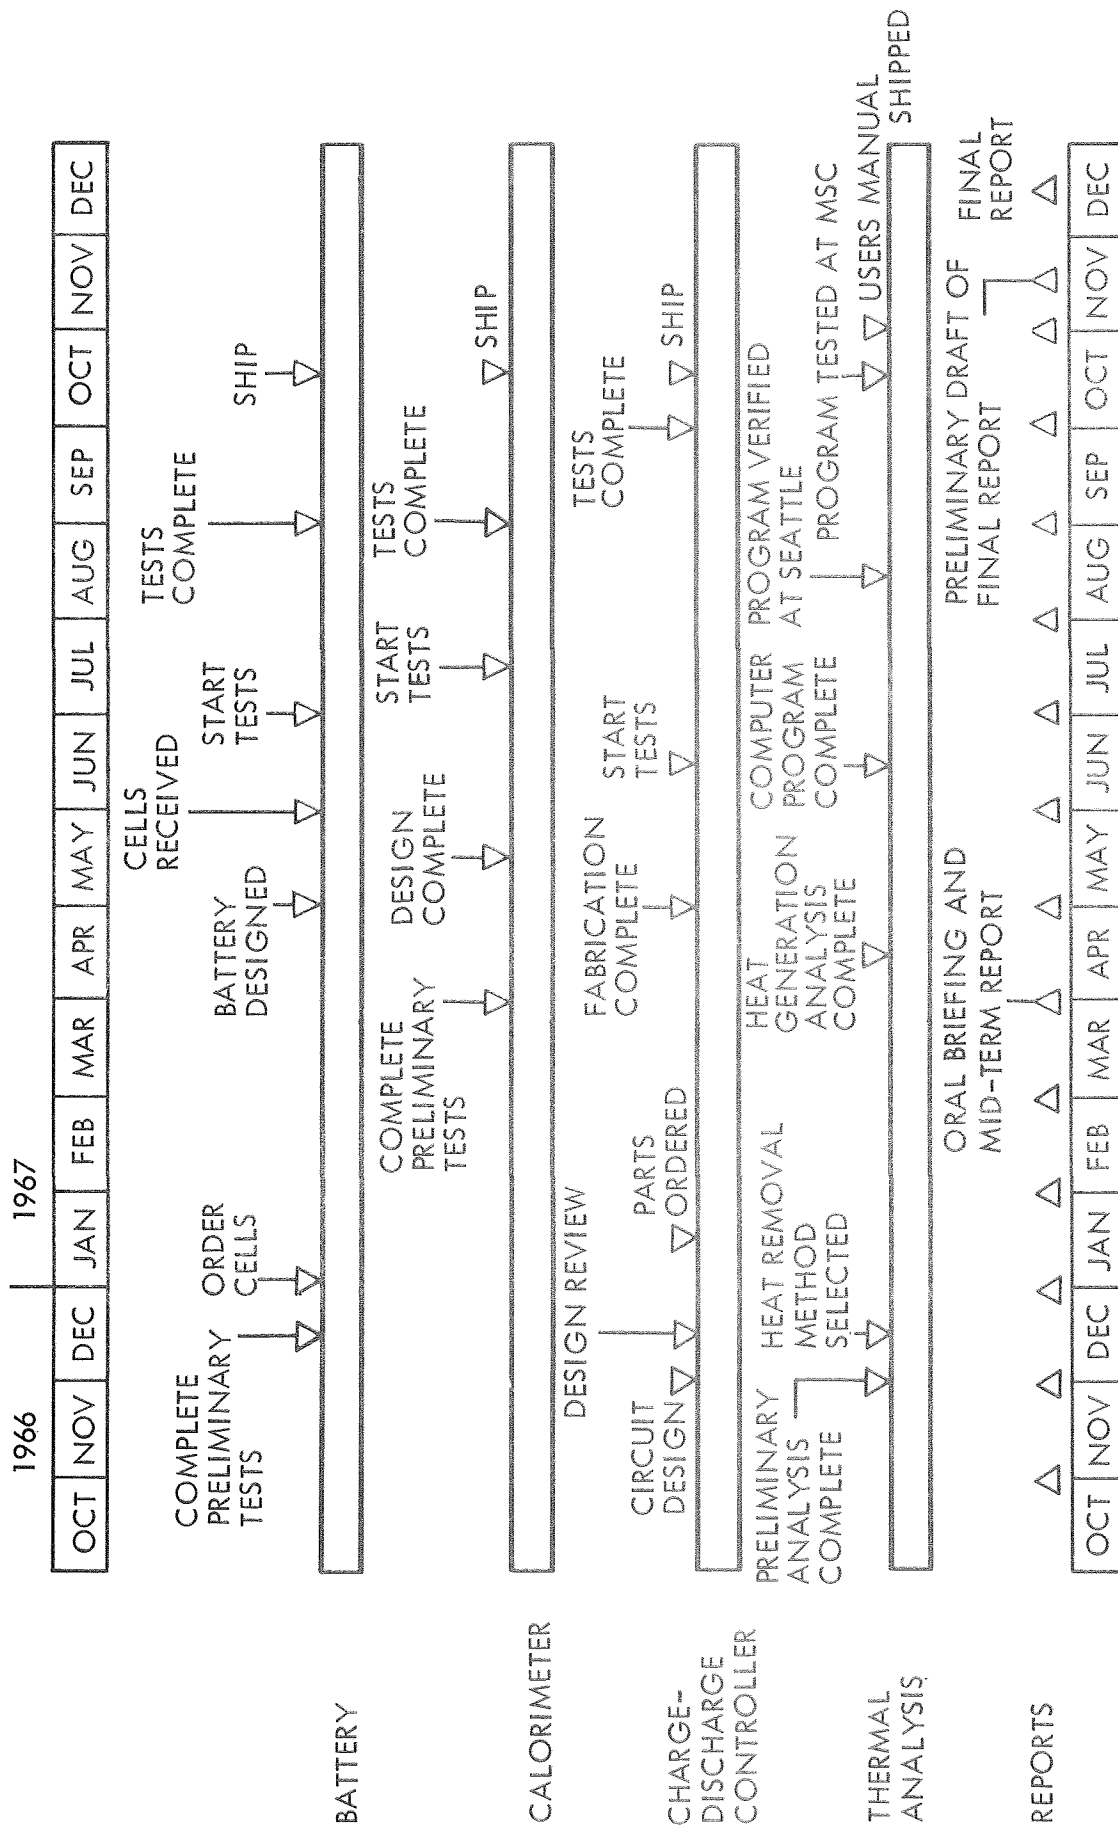 1966
1967
OCT NOV DEC JAN FEB MAR APR MAY JUN JUL AUG SEP OCT NOV DEC
BATTERY
COMPLETE
PRELIMINARY
TESTS
ORDER
CELLS
BATTERY
DESIGNED
CELLS
RECEIVED
START
TESTS
TESTS
COMPLETE
SHIP
CALORIMETER
COMPLETE
PRELIMINARY
TESTS
DESIGN
COMPLETE
START
TESTS
TESTS
COMPLETE
SHIP
CHARGE-
DISCHARGE
CONTROLLER
CIRCUIT
DESIGN
DESIGN REVIEW
PARTS
ORDERED
FABRICATION
COMPLETE
START
TESTS
TESTS
COMPLETE
SHIP
THERMAL
ANALYSIS
PRELIMINARY
ANALYSIS
COMPLETE
HEAT REMOVAL
METHOD
SELECTED
HEAT
GENERATION
ANALYSIS
COMPLETE
COMPUTER
PROGRAM
COMPLETE
PROGRAM VERIFIED
AT SEATTLE
PROGRAM TESTED AT MSC
USERS MANUAL
SHIPPED
REPORTS
ORAL BRIEFING AND
MID-TERM REPORT
PRELIMINARY DRAFT OF
FINAL REPORT
FINAL
REPORT
OCT NOV DEC JAN FEB MAR APR MAY JUN JUL AUG SEP OCT NOV DEC